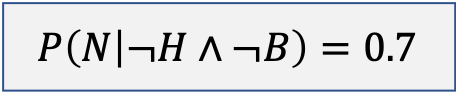 P(N|¬H ∧ ¬B) = 0.7